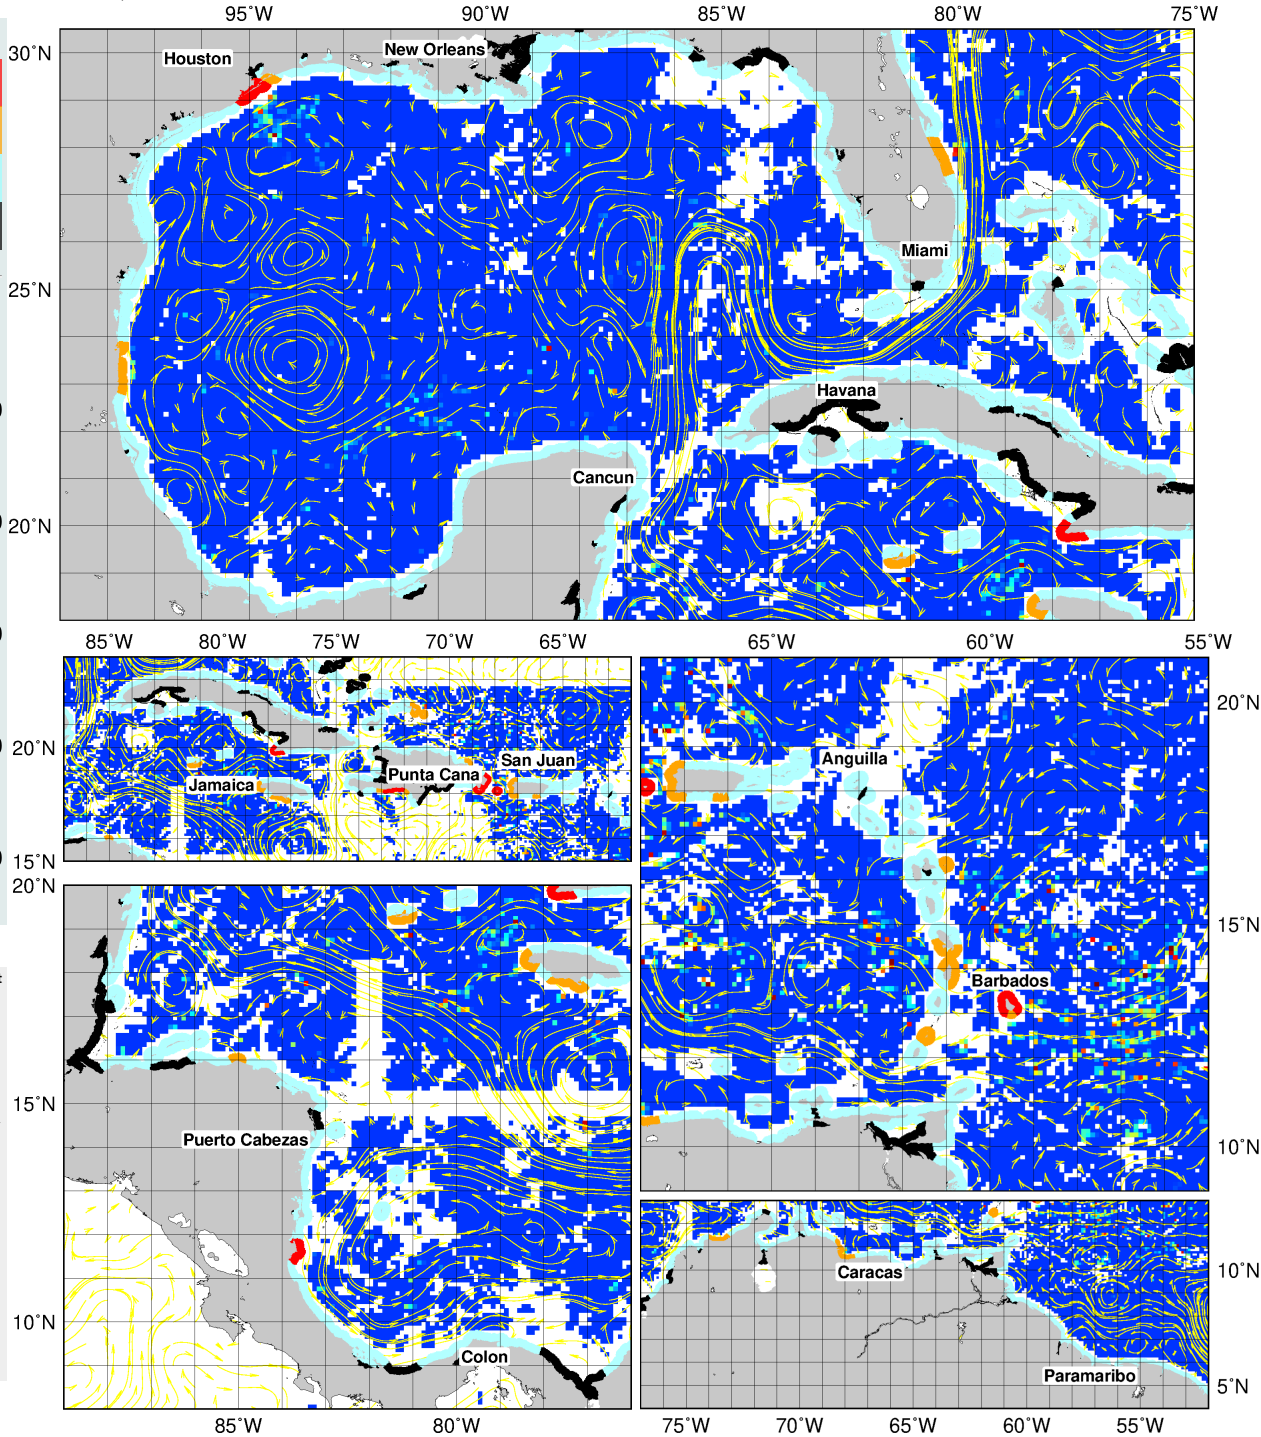 95°W 90°W 85°W 80°W 75°W
30°N
Houston
New Orleans
Miami
25°N
Havana
Cancun
20°N
85°W 80°W 75°W 70°W 65°W
65°W 60°W 55°W
20°N
20°N
Anguilla
San Juan
Punta Cana
Jamaica
15°N
20°N
15°N
Barbados
15°N
Puerto Cabezas
10°N
Caracas
10°N
10°N
Colon
Paramaribo
5°N
85°W 80°W
75°W 70°W 65°W 60°W 55°W